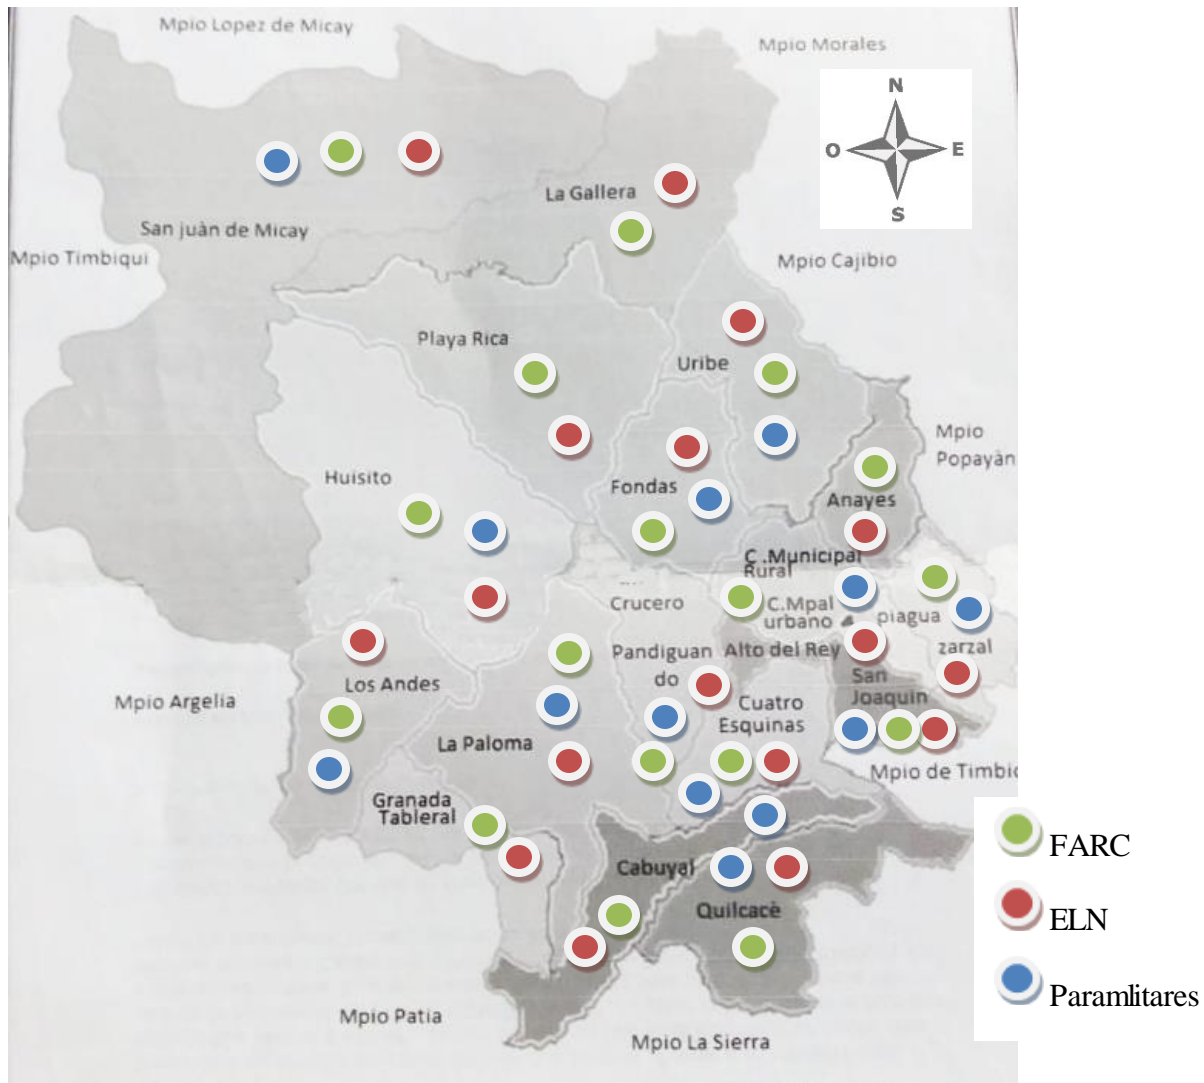 Mpio Lopez de Micay
Mpio Morales
N
O
E
S
La Gallera
San juàn de Micay
Mpio Timbiqui
Mpio Cajibio
Playa Rica
Uribe
Mpio
Popayàn
Huisito
Fondas
Anayes
C .Municipal
Rural
Crucero
C.Mpal
urbano
piagua
Pandiguan
do
Alto del Rey
zarzal
San
Joaquin
Los Andes
Mpio Argelia
Cuatro
Esquinas
La Paloma
Mpio de Timbio
Granada
Tableral
Cabuyal
Quilcacè
Mpio Patia
Mpio La Sierra
FARC
ELN
Paramlitares